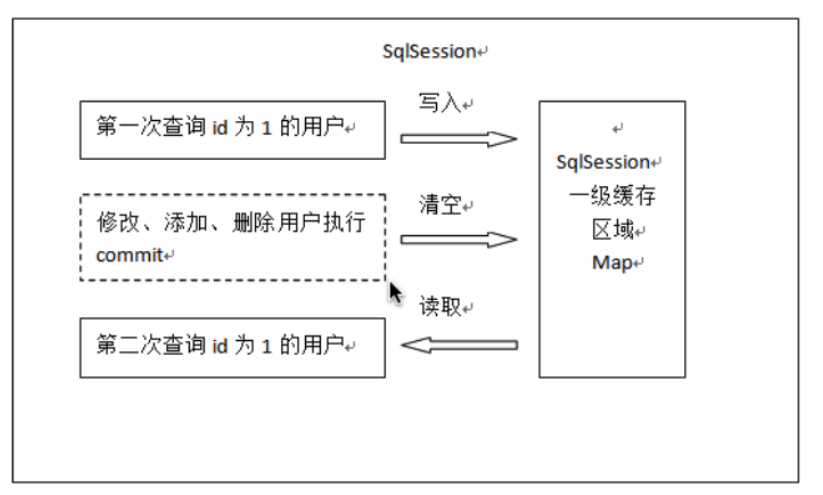 SqlSession
写入
第一次查询 id 为 1 的用户
清空
修改、添加、删除用户执行
commit
读取
第二次查询 id 为 1 的用户
SqlSession
一级缓存
区域
Map